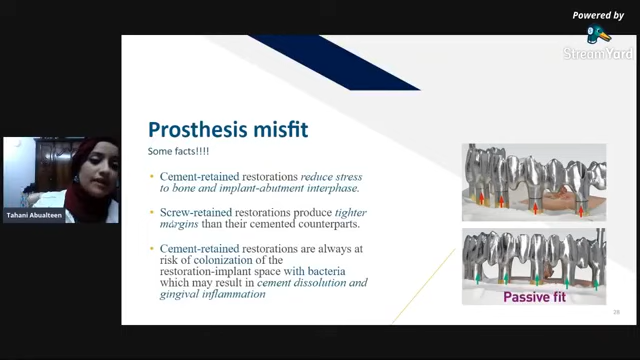 Powered by
StreamYard
Prosthesis misfit
Some facts!!!!
• Cement-retained restorations reduce stress
to bone and implant-abutment interphase.
• Screw-retained restorations produce tighter
margins than their cemented counterparts.
• Cement-retained restorations are always at
risk of colonization of the
restoration-implant space with bacteria
which may result in cement dissolution and
gingival inflammation
Passive fit
Tahani Abualteen